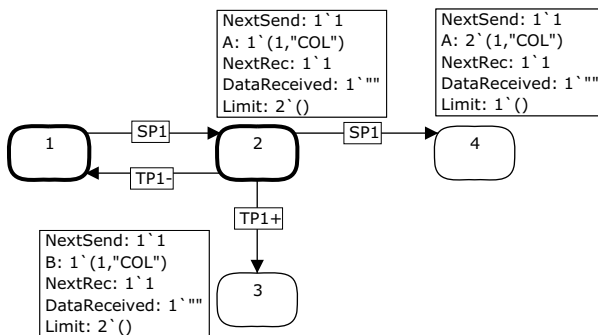 NextSend: 1`1
A: 1`(1,"COL")
NextRec: 1`1
DataReceived: 1`""
Limit: 2`()
NextSend: 1`1
A: 2`(1,"COL")
NextRec: 1`1
DataReceived: 1`""
Limit: 1`()
1
SP1
2
SP1
4
TP1-
TP1+
NextSend: 1`1
B: 1`(1,"COL")
NextRec: 1`1
DataReceived: 1`""
Limit: 2`()
3